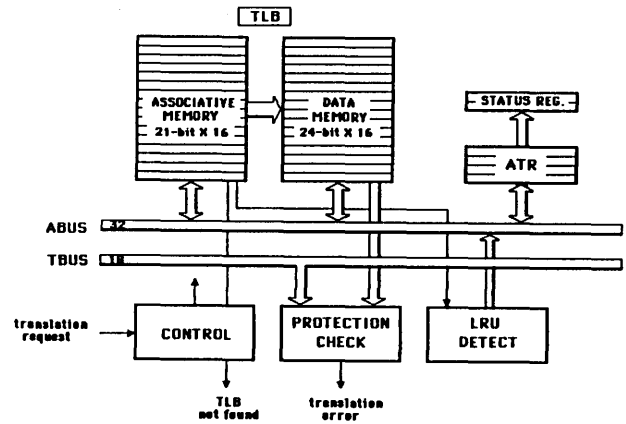 TLB
ASSOCIATIVE
MEMORY
21-bit X 16
DATA
MEMORY
24-bit X 16
STATUS REG.
ATR
ABUS
32
TBUS
18
translation
request
CONTROL
PROTECTION
CHECK
LRU
DETECT
TLB
not found
translation
error